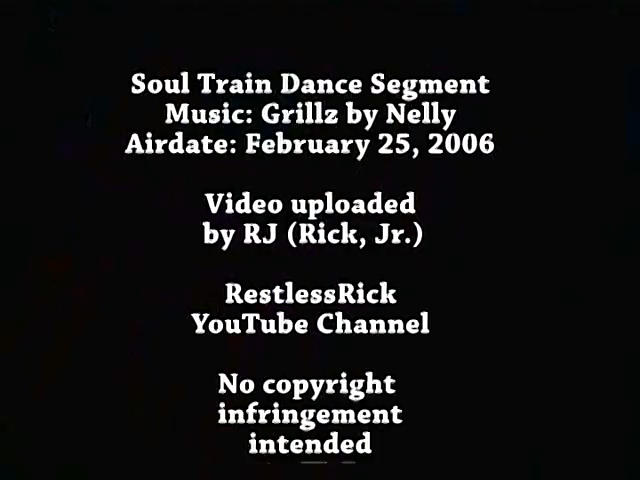 Soul Train Dance Segment
Music: Grillz by Nelly
Airdate: February 25, 2006
Video uploaded
by RJ (Rick, Jr.)
RestlessRick
YouTube Channel
No copyright
infringement
intended